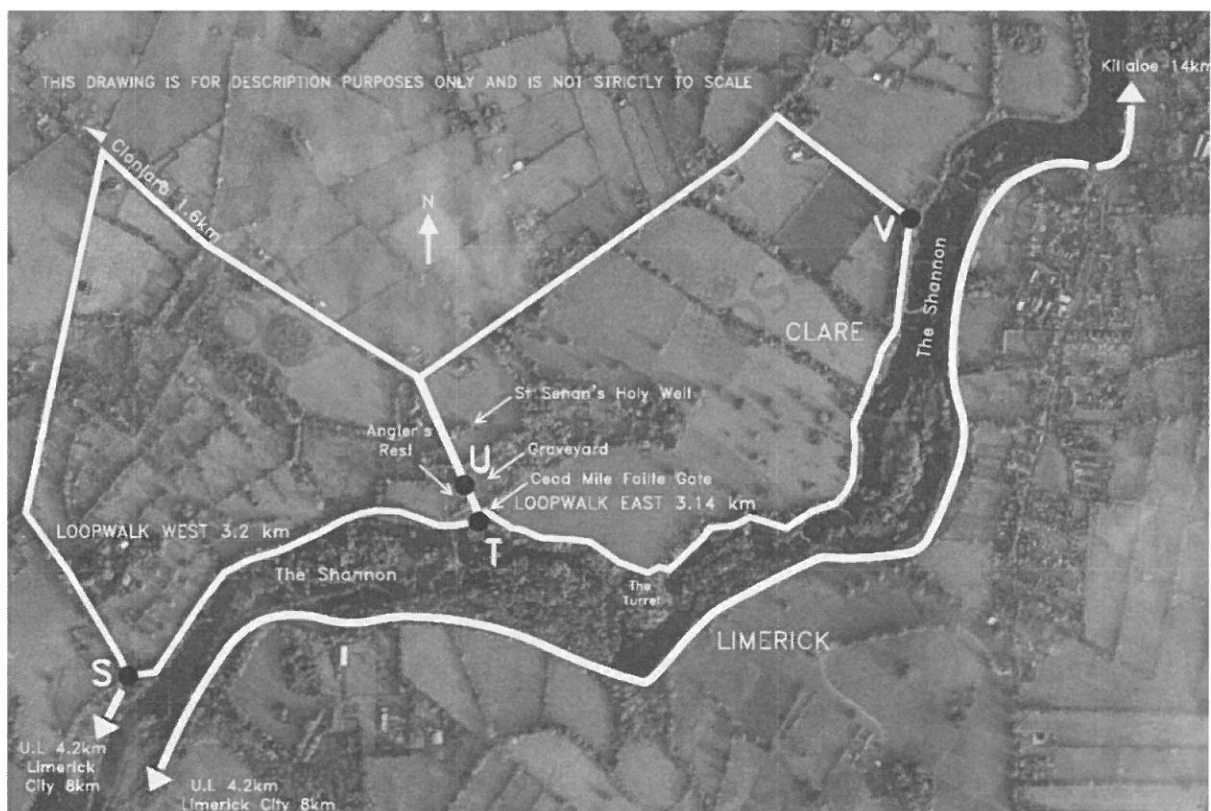 THIS DRAWING IS FOR DESCRIPTION PURPOSES ONLY AND IS NOT STRICTLY TO SCALE
Killaloe 14km
Clonlara 1.6km
N
V
The Shannon
CLARE
St Senan's Holy Well
Angler's
Rest
U
Graveyard
Cead Mile Failte Gate
LOOPWALK EAST 3.14 km
LOOPWALK WEST 3.2 km
T
The Shannon
The
Turret
LIMERICK
S
U.L 4.2km
Limerick
City 8km
U.L 4.2km
Limerick City 8km